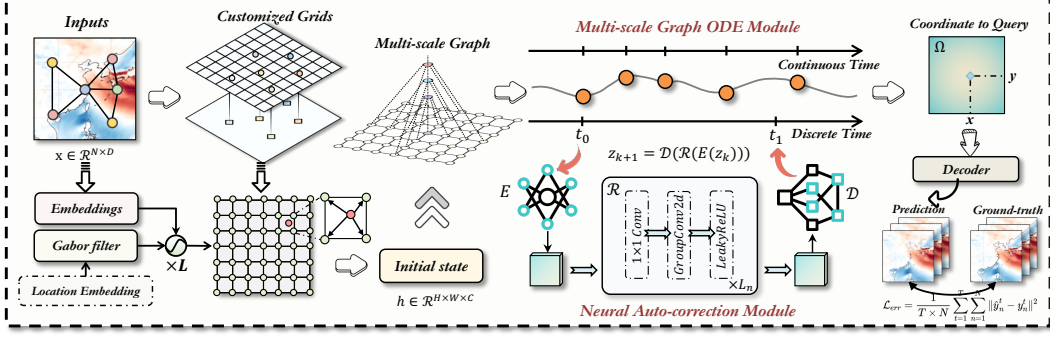 Inputs
x ∈ ℛ^{N×D}
Embeddings
Gabor filter
Location Embedding
×L
Customized Grids
Multi-scale Graph
Initial state
h ∈ ℛ^{H×W×C}
Multi-scale Graph ODE Module
Continuous Time
Discrete Time
t_0
t_1
z_{k+1} = 𝒟(ℛ(E(z_k)))
E
ℛ
1×1 Conv
GroupConv2d
LeakyReLU
×L_n
𝒟
Neural Auto-correction Module
Coordinate to Query
Ω
y
x
Decoder
Prediction
Ground-truth
ℒ_{err} = \frac{1}{T × N} \sum_{t=1}^{T} \sum_{n=1}^{N} ‖ŷ_n^t − y_n^t‖^2